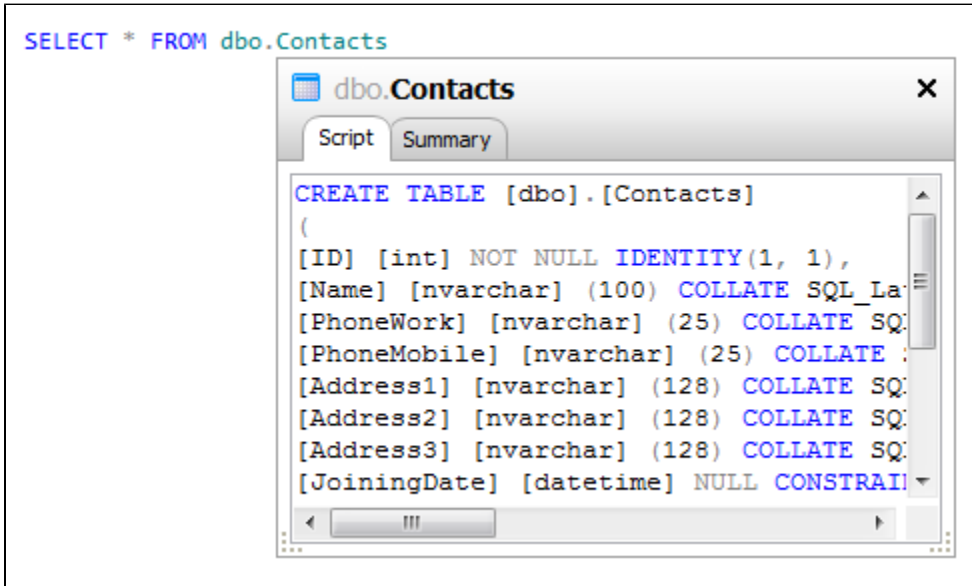 SELECT * FROM dbo.Contacts
dbo.Contacts
Script Summary
CREATE TABLE [dbo].[Contacts]
(
[ID] [int] NOT NULL IDENTITY(1, 1),
[Name] [nvarchar] (100) COLLATE SQL_La
[PhoneWork] [nvarchar] (25) COLLATE SQ
[PhoneMobile] [nvarchar] (25) COLLATE
[Address1] [nvarchar] (128) COLLATE SQ
[Address2] [nvarchar] (128) COLLATE SQ
[Address3] [nvarchar] (128) COLLATE SQ
[JoiningDate] [datetime] NULL CONSTRAI